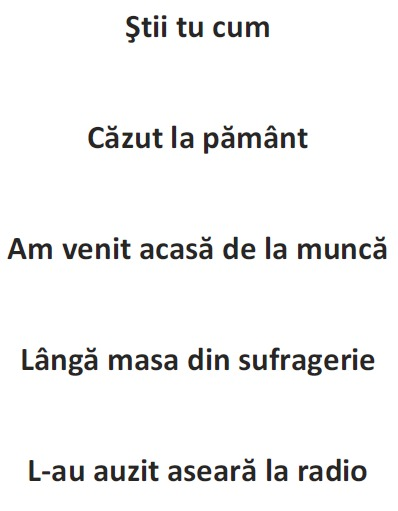 Ştii tu cum
Căzut la pământ
Am venit acasă de la muncă
Lângă masa din sufragerie
L-au auzit aseară la radio